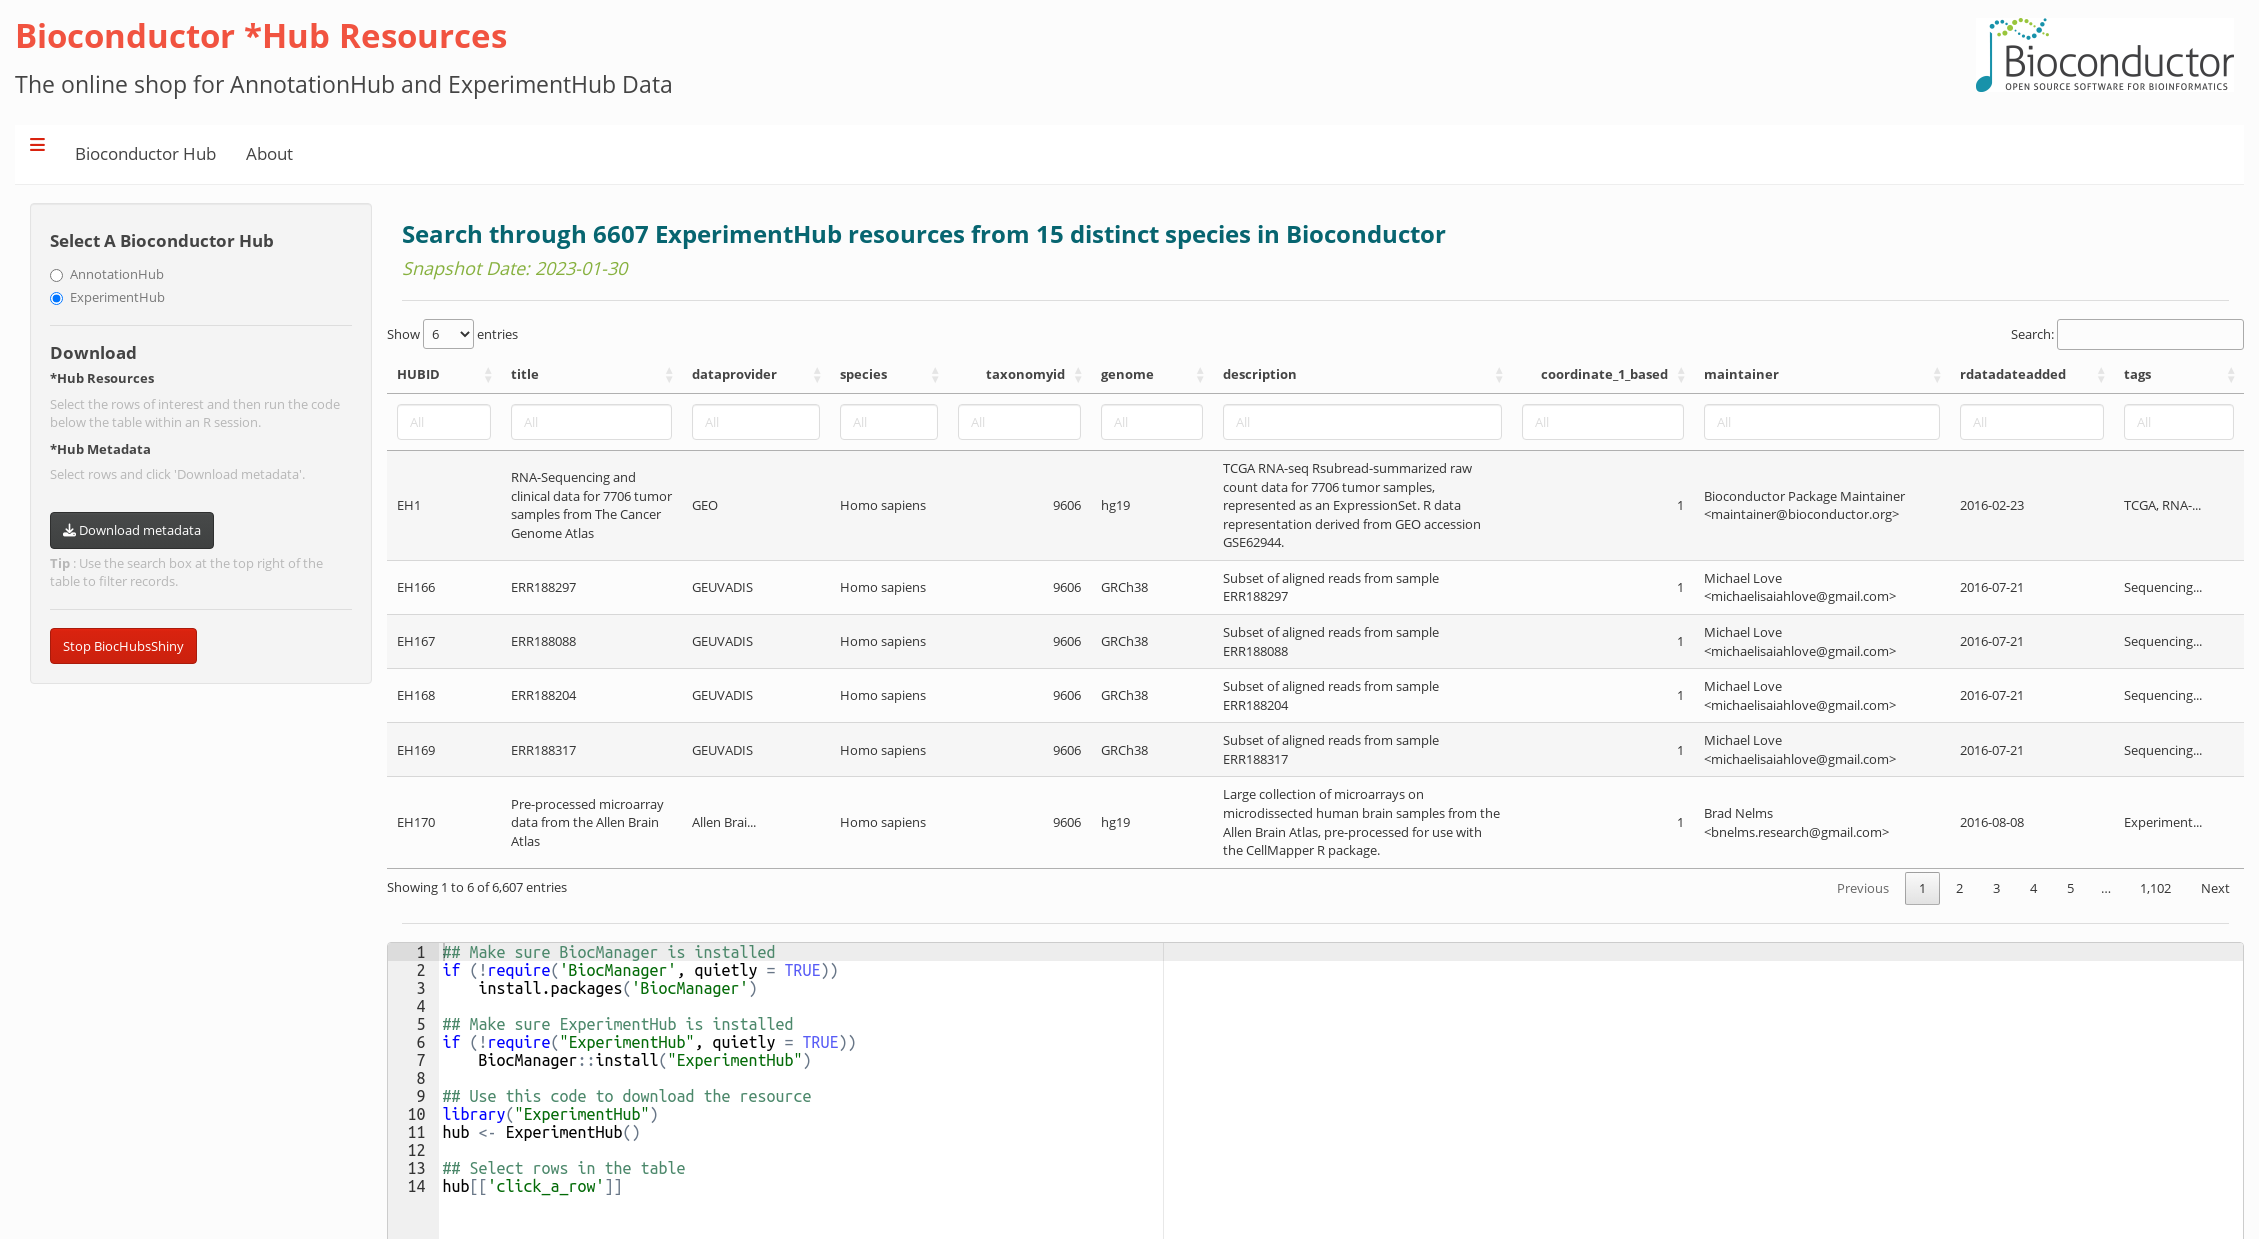 Bioconductor *Hub Resources
The online shop for AnnotationHub and ExperimentHub Data
Bioconductor
OPEN SOURCE SOFTWARE FOR BIOINFORMATICS
Bioconductor Hub About
Select A Bioconductor Hub
AnnotationHub
ExperimentHub
Download
*Hub Resources
Select the rows of interest and then run the code
below the table within an R session.
*Hub Metadata
Select rows and click 'Download metadata'.
Download metadata
Tip : Use the search box at the top right of the
table to filter records.
Stop BiocHubsShiny
Search through 6607 ExperimentHub resources from 15 distinct species in Bioconductor
Snapshot Date: 2023-01-30
Show 6 entries
Search:
HUBID title dataprovider species taxonomyid genome description coordinate_1_based maintainer rdatadateadded tags
All All All All All All All All All All All
EH1
RNA-Sequencing and
clinical data for 7706 tumor
samples from The Cancer
Genome Atlas
GEO
Homo sapiens
9606
hg19
TCGA RNA-seq Rsubread-summarized raw
count data for 7706 tumor samples,
represented as an ExpressionSet. R data
representation derived from GEO accession
GSE62944.
1
Bioconductor Package Maintainer
<maintainer@bioconductor.org>
2016-02-23
TCGA, RNA-...
EH166
ERR188297
GEUVADIS
Homo sapiens
9606
GRCh38
Subset of aligned reads from sample
ERR188297
1
Michael Love
<michaelisaiahlove@gmail.com>
2016-07-21
Sequencing...
EH167
ERR188088
GEUVADIS
Homo sapiens
9606
GRCh38
Subset of aligned reads from sample
ERR188088
1
Michael Love
<michaelisaiahlove@gmail.com>
2016-07-21
Sequencing...
EH168
ERR188204
GEUVADIS
Homo sapiens
9606
GRCh38
Subset of aligned reads from sample
ERR188204
1
Michael Love
<michaelisaiahlove@gmail.com>
2016-07-21
Sequencing...
EH169
ERR188317
GEUVADIS
Homo sapiens
9606
GRCh38
Subset of aligned reads from sample
ERR188317
1
Michael Love
<michaelisaiahlove@gmail.com>
2016-07-21
Sequencing...
EH170
Pre-processed microarray
data from the Allen Brain
Atlas
Allen Brai...
Homo sapiens
9606
hg19
Large collection of microarrays on
microdissected human brain samples from the
Allen Brain Atlas, pre-processed for use with
the CellMapper R package.
1
Brad Nelms
<bnelms.research@gmail.com>
2016-08-08
Experiment...
Showing 1 to 6 of 6,607 entries
Previous 1 2 3 4 5 … 1,102 Next
1 ## Make sure BiocManager is installed
2 if (!require('BiocManager', quietly = TRUE))
3     install.packages('BiocManager')
4
5 ## Make sure ExperimentHub is installed
6 if (!require("ExperimentHub", quietly = TRUE))
7     BiocManager::install("ExperimentHub")
8
9 ## Use this code to download the resource
10 library("ExperimentHub")
11 hub <- ExperimentHub()
12
13 ## Select rows in the table
14 hub[['click_a_row']]